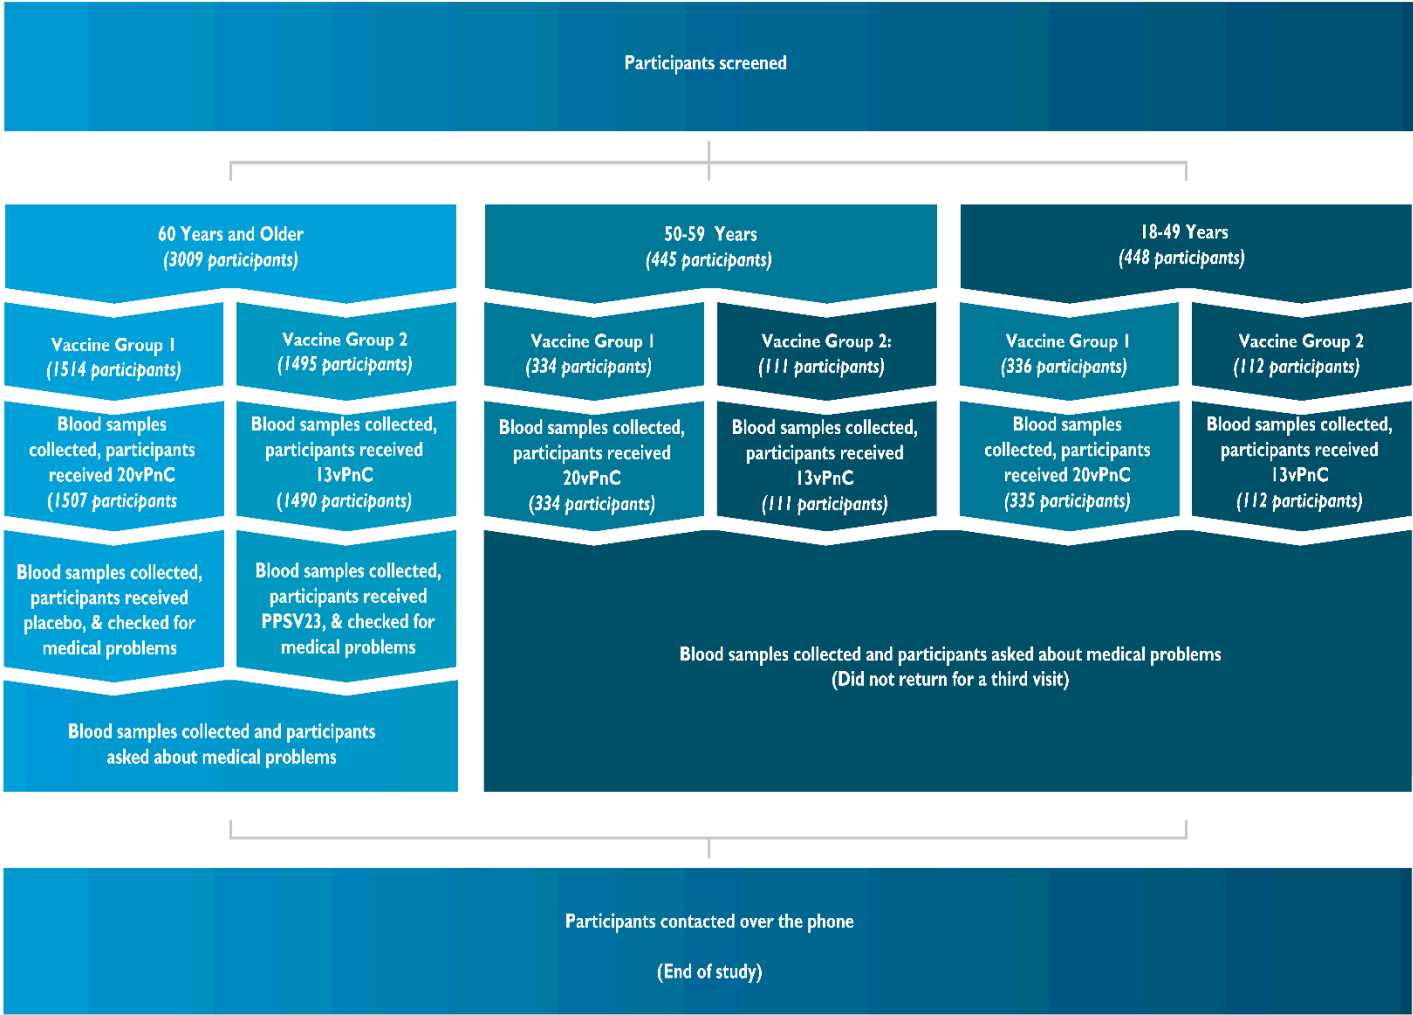 Participants screened
60 Years and Older
(3009 participants)
50-59 Years
(445 participants)
18-49 Years
(448 participants)
Vaccine Group 1
(1514 participants)
Vaccine Group 2
(1495 participants)
Vaccine Group 1
(334 participants)
Vaccine Group 2:
(111 participants)
Vaccine Group 1
(336 participants)
Vaccine Group 2
(112 participants)
Blood samples
collected, participants
received 20vPnC
(1507 participants
Blood samples collected,
participants received
13vPnC
(1490 participants)
Blood samples collected,
participants received
20vPnC
(334 participants)
Blood samples collected,
participants received
13vPnC
(111 participants)
Blood samples
collected, participants
received 20vPnC
(335 participants)
Blood samples collected,
participants received
13vPnC
(112 participants)
Blood samples collected,
participants received
placebo, & checked for
medical problems
Blood samples collected,
participants received
PPSV23, & checked for
medical problems
Blood samples collected and participants asked about medical problems
(Did not return for a third visit)
Blood samples collected and participants
asked about medical problems
Participants contacted over the phone
(End of study)